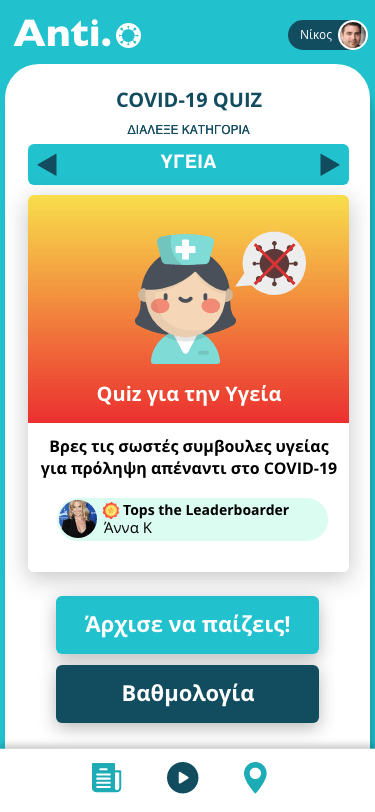 Anti.
Νίκος
COVID-19 QUIZ
ΔΙΑΛΕΞΕ ΚΑΤΗΓΟΡΙΑ
ΥΓΕΙΑ
Quiz για την Υγεία
Βρες τις σωστές συμβουλες υγείας
για πρόληψη απέναντι στο COVID-19
Tops the Leaderboarder
Άννα Κ
Άρχισε να παίζεις!
Βαθμολογία